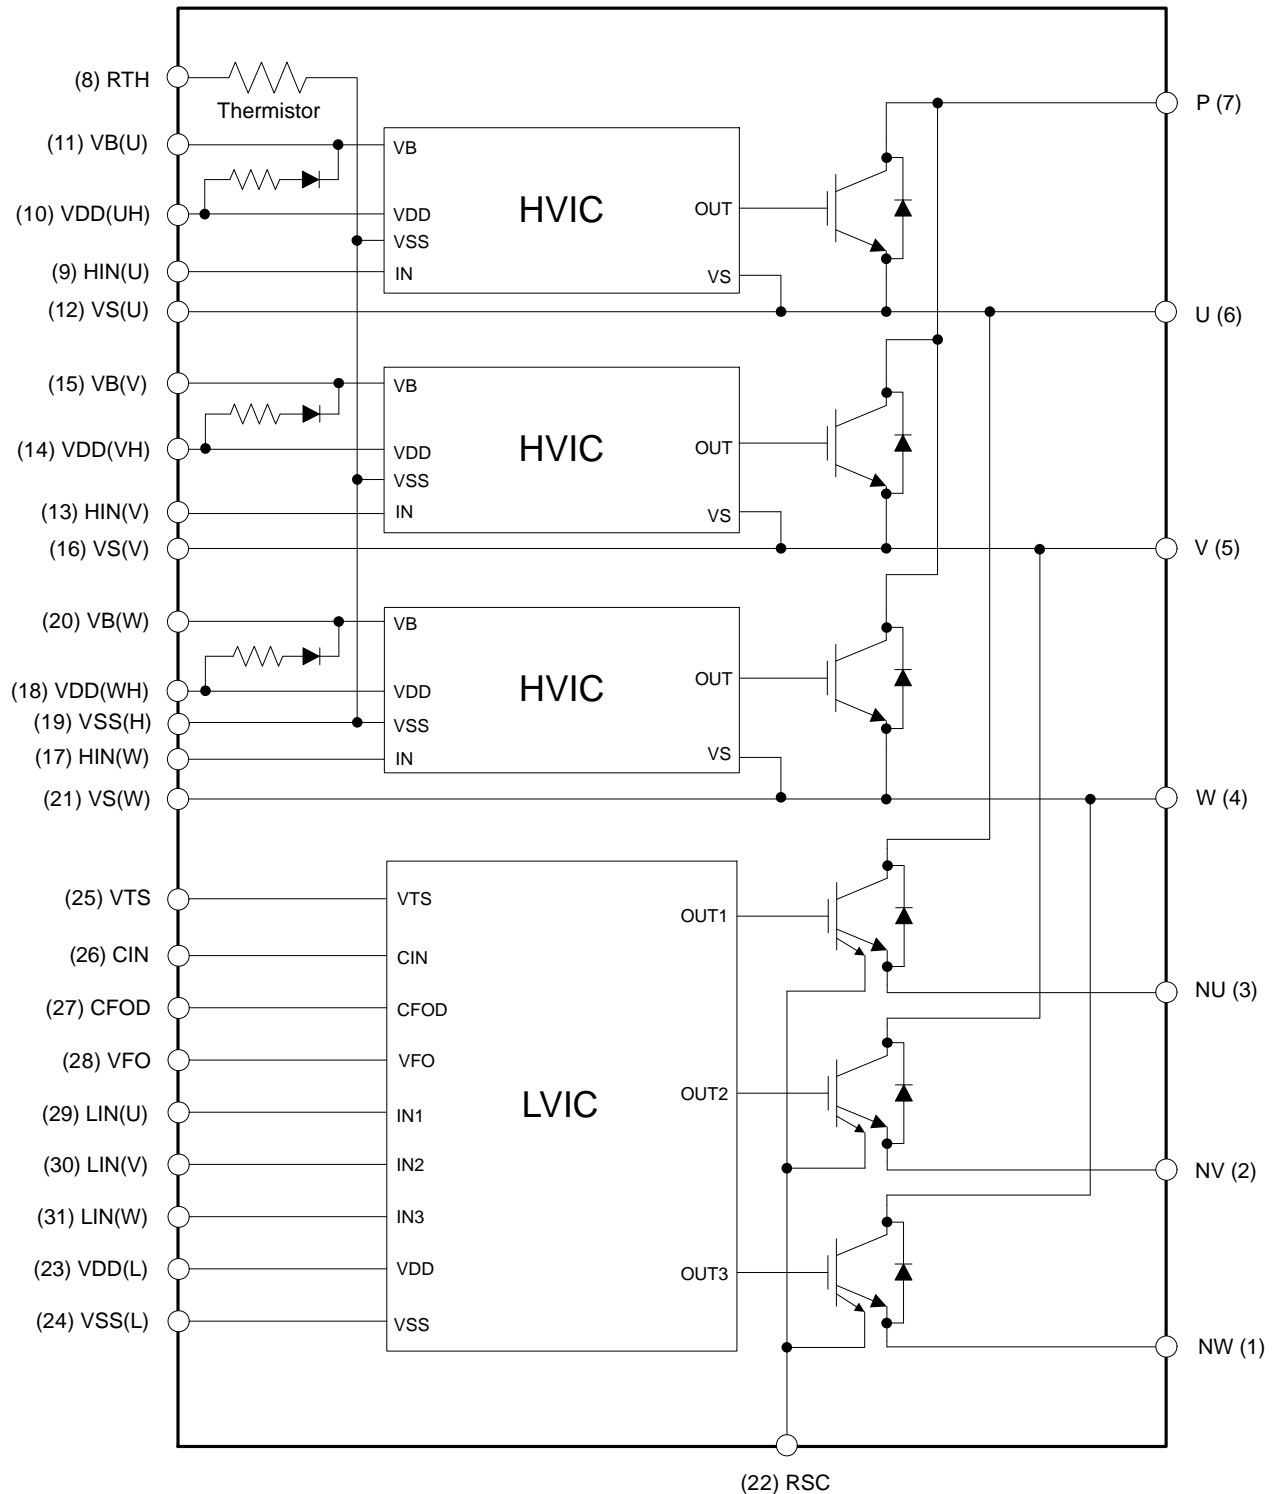 (8) RTH
Thermistor
P (7)
(11) VB(U)
VB
(10) VDD(UH)
VDD
HVIC
OUT
VSS
(9) HIN(U)
IN
VS
(12) VS(U)
U (6)
(15) VB(V)
VB
(14) VDD(VH)
VDD
HVIC
OUT
VSS
(13) HIN(V)
IN
VS
(16) VS(V)
V (5)
(20) VB(W)
VB
(18) VDD(WH)
VDD
HVIC
OUT
(19) VSS(H)
VSS
(17) HIN(W)
IN
VS
(21) VS(W)
W (4)
(25) VTS
VTS
OUT1
(26) CIN
CIN
NU (3)
(27) CFOD
CFOD
(28) VFO
VFO
LVIC
OUT2
(29) LIN(U)
IN1
(30) LIN(V)
IN2
NV (2)
(31) LIN(W)
IN3
(23) VDD(L)
VDD
OUT3
(24) VSS(L)
VSS
NW (1)
(22) RSC